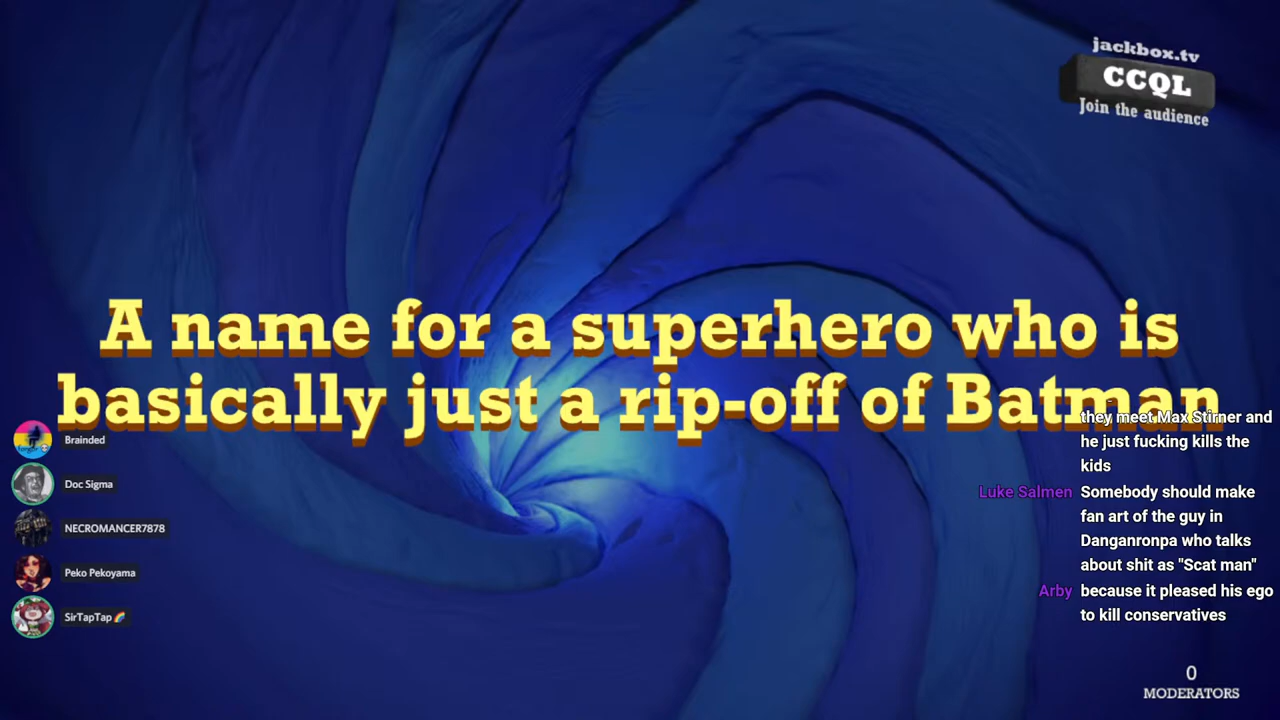 jackbox.tv
CCQL
Join the audience
A name for a superhero who is
basically just a rip-off of Batman
they meet Max Stirner and
he just fucking kills the
kids
Luke Salmen Somebody should make
fan art of the guy in
Danganronpa who talks
about shit as "Scat man"
Arby because it pleased his ego
to kill conservatives
Brainded
Doc Sigma
NECROMANCER7878
Peko Pekoyama
SirTapTap🌈
0
MODERATORS